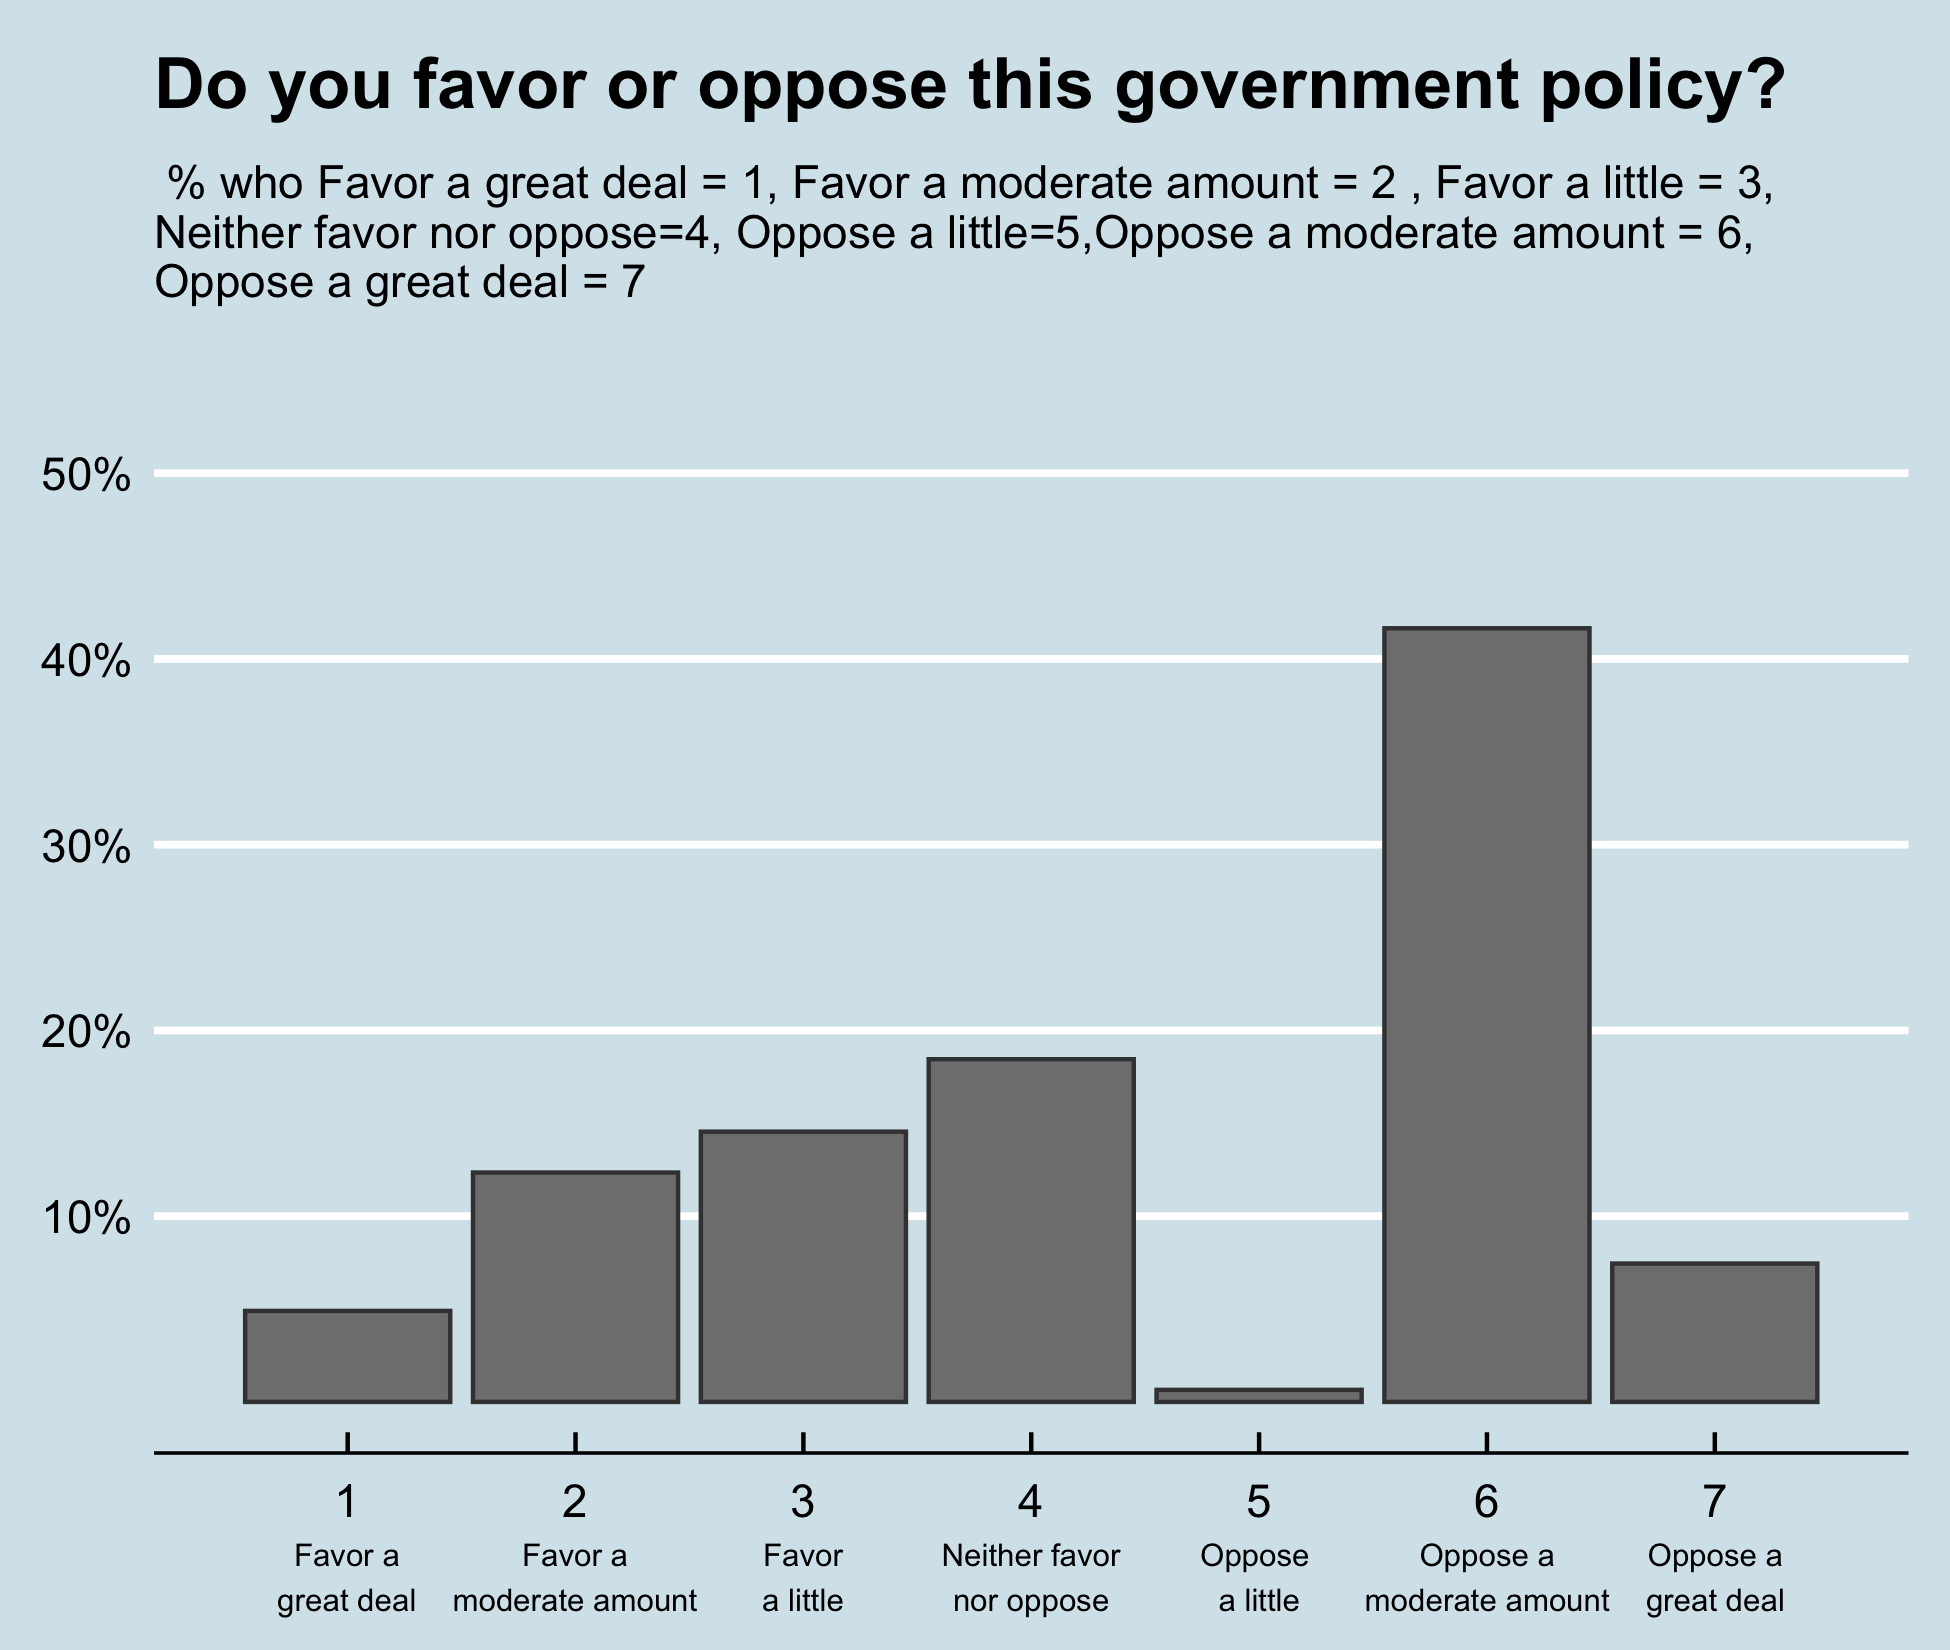 Do you favor or oppose this government policy?
% who Favor a great deal = 1, Favor a moderate amount = 2 , Favor a little = 3,
Neither favor nor oppose=4, Oppose a little=5,Oppose a moderate amount = 6,
Oppose a great deal = 7
50%
40%
30%
20%
10%
1 2 3 4 5 6 7
Favor a Favor a Favor Neither favor Oppose Oppose a Oppose a
great deal moderate amount a little nor oppose a little moderate amount great deal